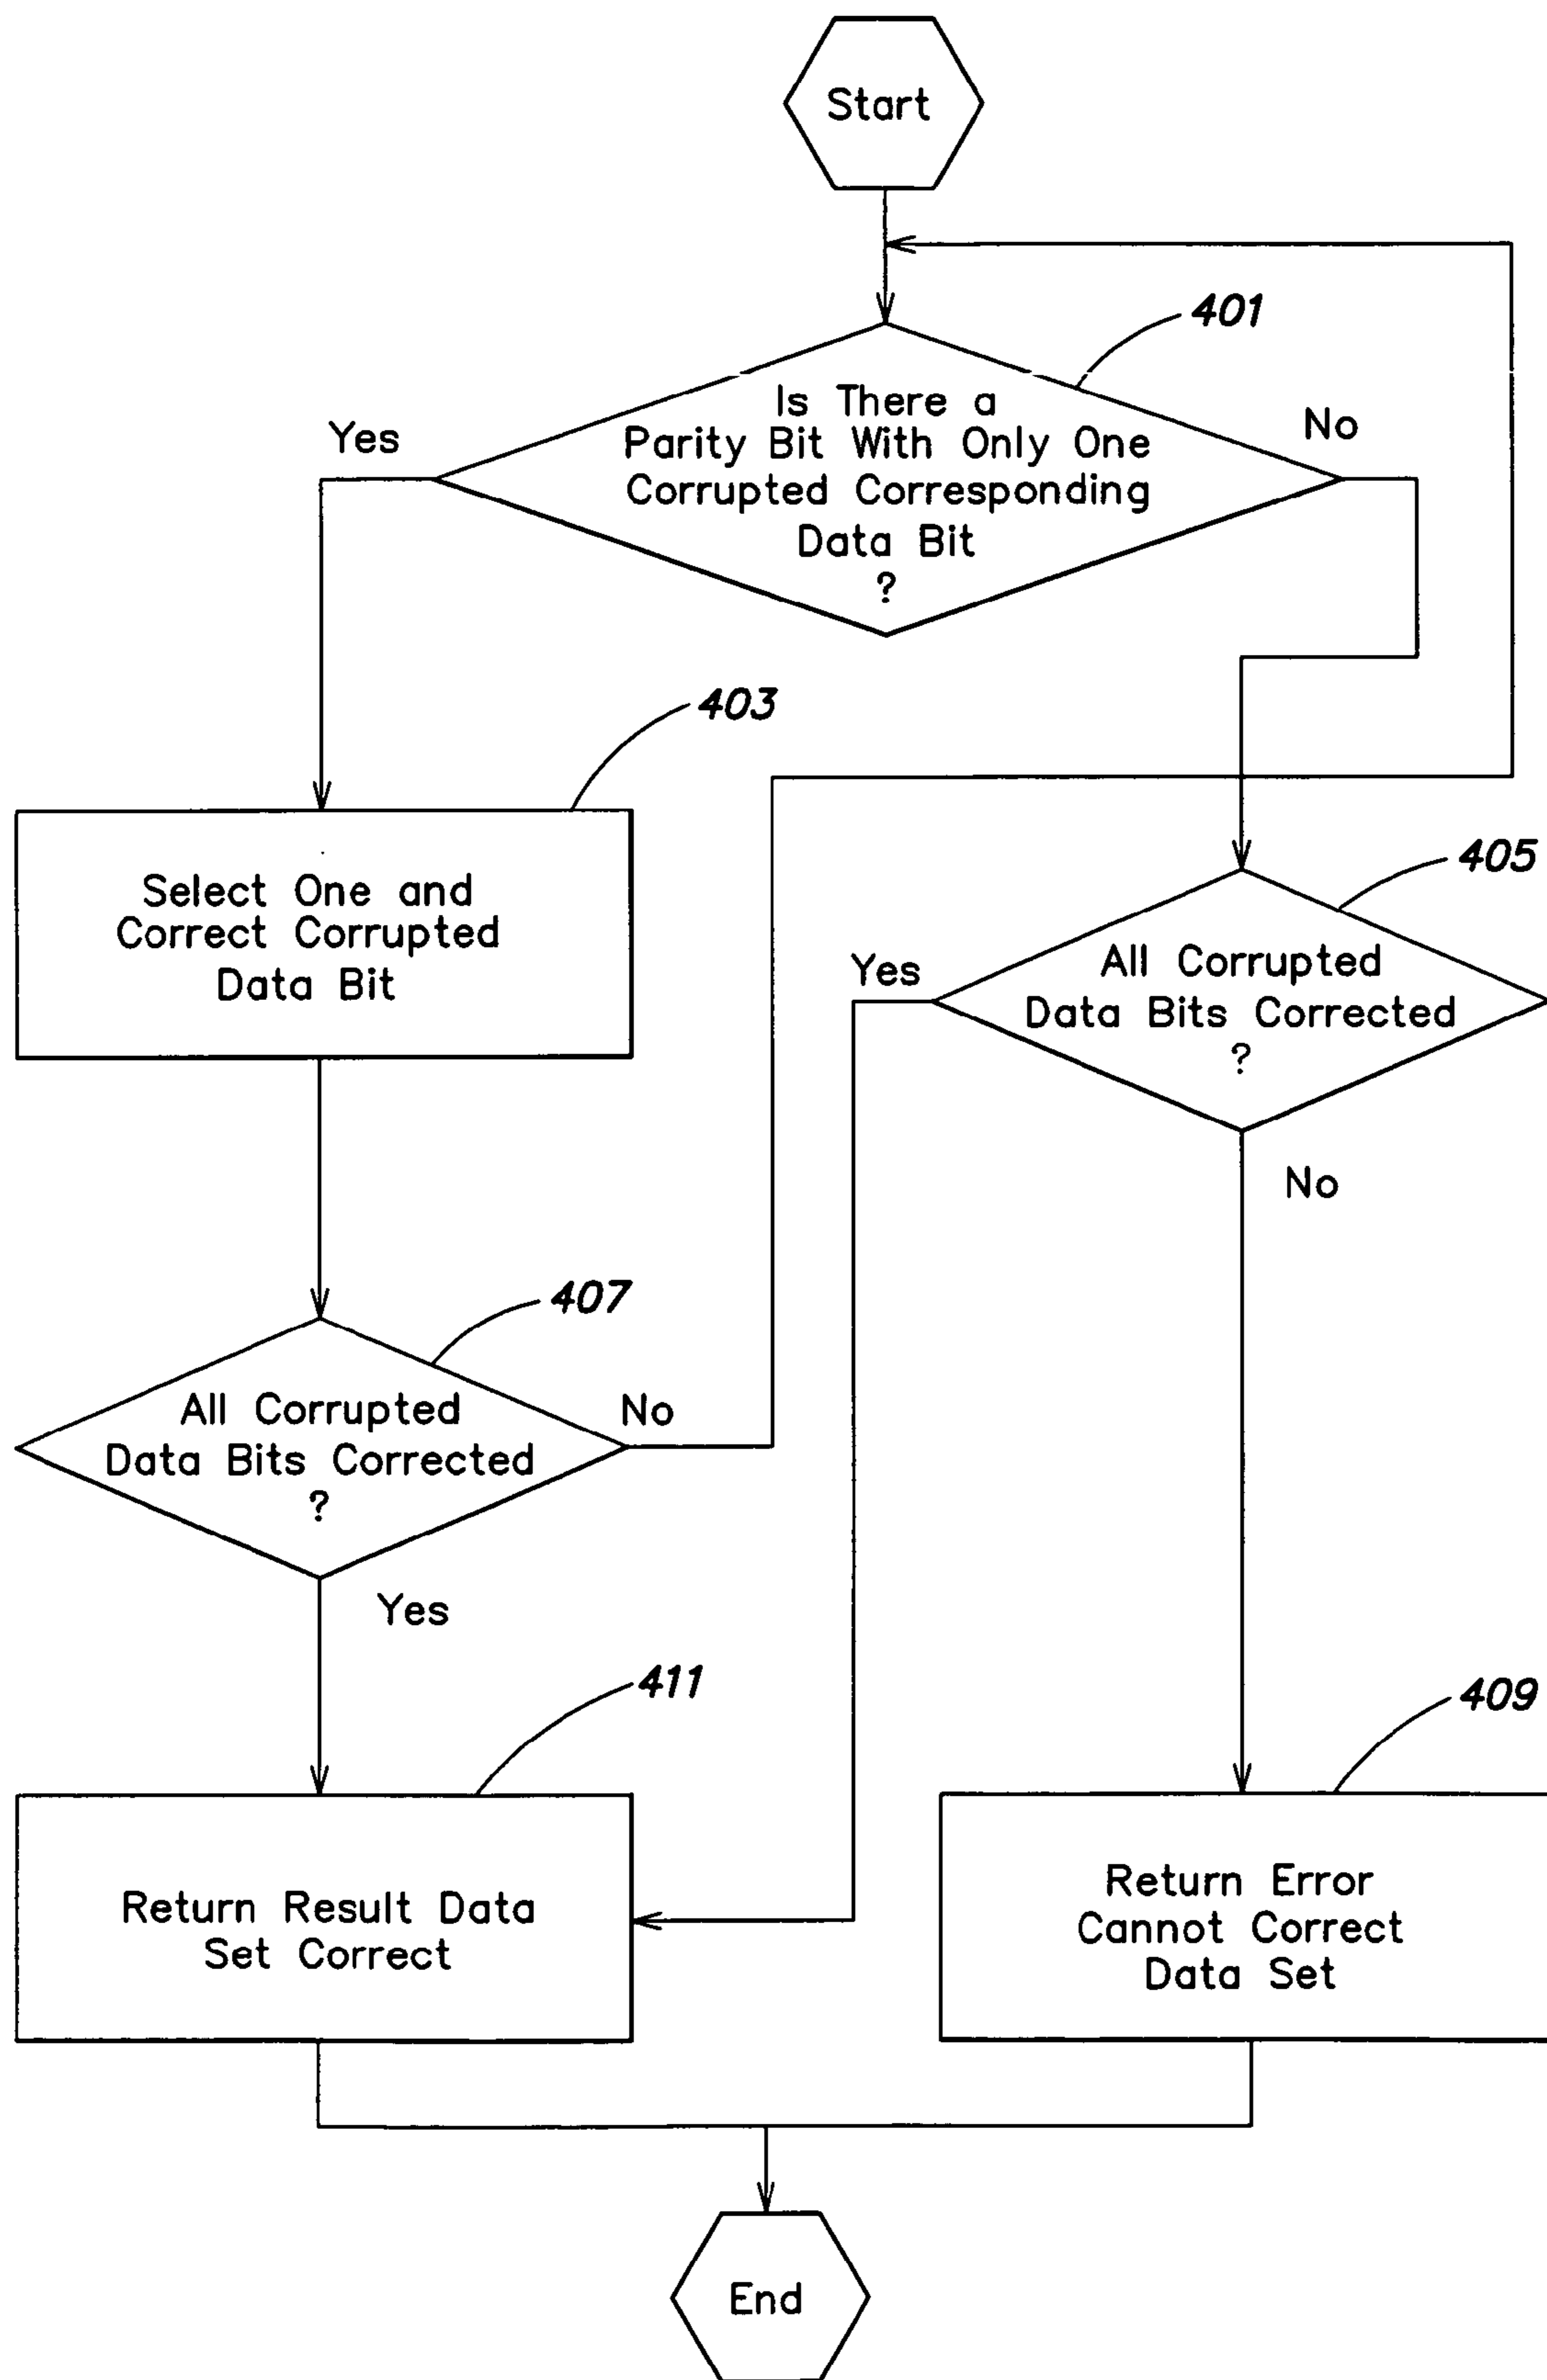 Start
401
Is There a
Parity Bit With Only One
Corrupted Corresponding
Data Bit
?
Yes
No
403
Select One and
Correct Corrupted
Data Bit
405
All Corrupted
Data Bits Corrected
?
Yes
No
407
All Corrupted
Data Bits Corrected
?
No
Yes
411
Return Result Data
Set Correct
409
Return Error
Cannot Correct
Data Set
End